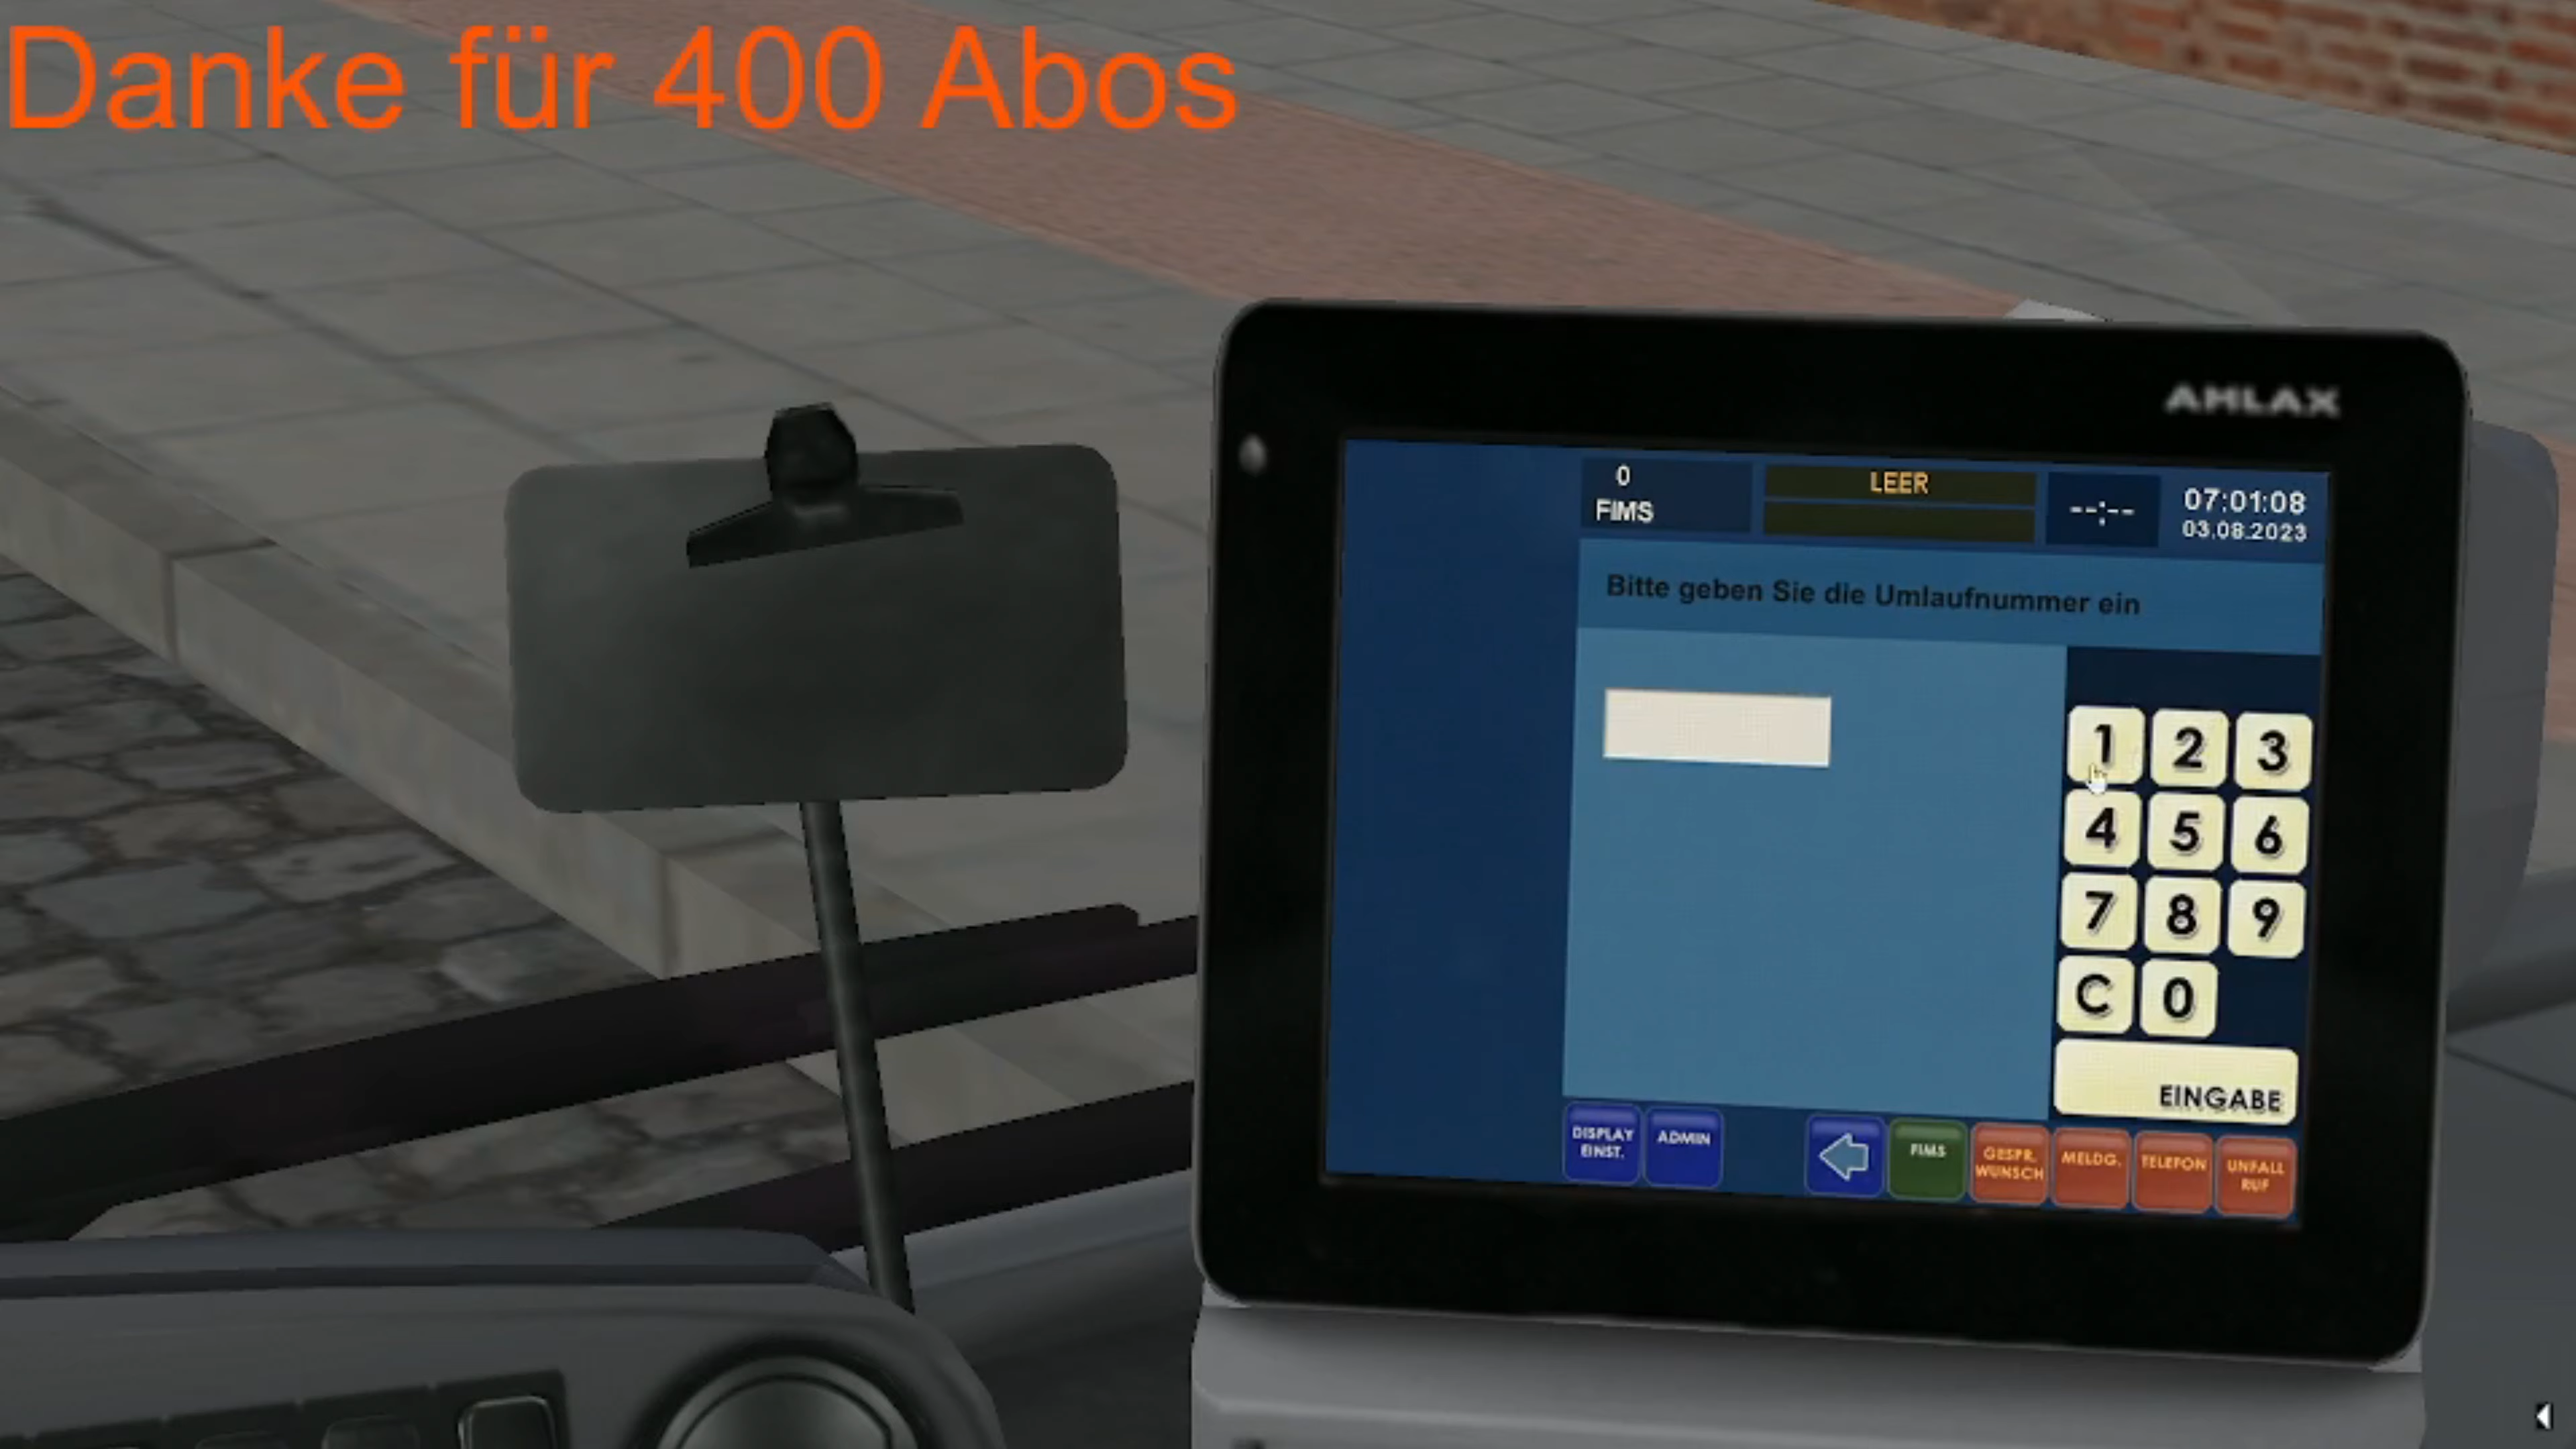 Danke für 400 Abos
AMLAX
0
FIMS
LEER
--:--
07:01:08
03.08.2023
Bitte geben Sie die Umlaufnummer ein
1 2 3
4 5 6
7 8 9
C 0
EINGABE
DISPLAY
EINST.
ADMIN
FIMS
GESPR.
WUNSCH
MELDG.
TELEFON
UNFALL
RUF